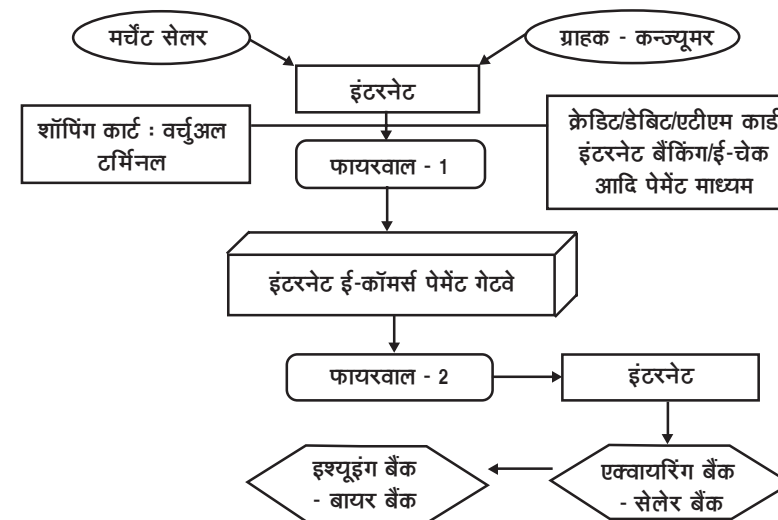 मर्चेंट सेलर
ग्राहक - कन्ज्यूमर
इंटरनेट
शॉपिंग कार्ट : वर्चुअल
टर्मिनल
क्रेडिट/डेबिट/एटीएम कार्ड
इंटरनेट बैंकिंग/ई-चेक
आदि पेमेंट माध्यम
फायरवाल - 1
इंटरनेट ई-कॉमर्स पेमेंट गेटवे
फायरवाल - 2
इंटरनेट
इश्यूइंग बैंक
- बायर बैंक
एक्वायरिंग बैंक
- सेलेर बैंक